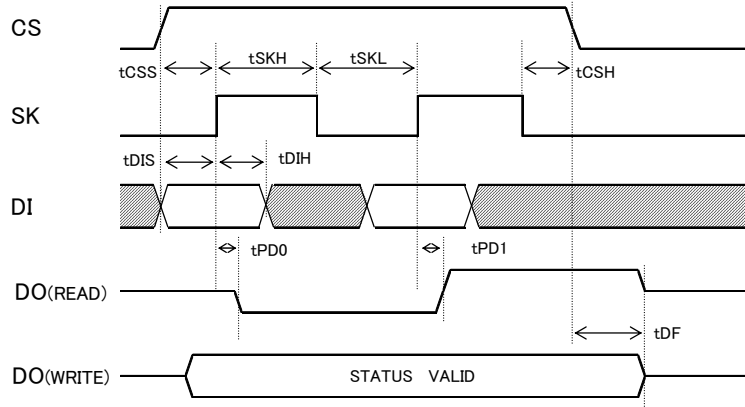 CS
tCSS tSKH tSKL tCSH
SK
tDIS tDIH
DI
tPD0 tPD1
DO(READ)
tDF
DO(WRITE) STATUS VALID